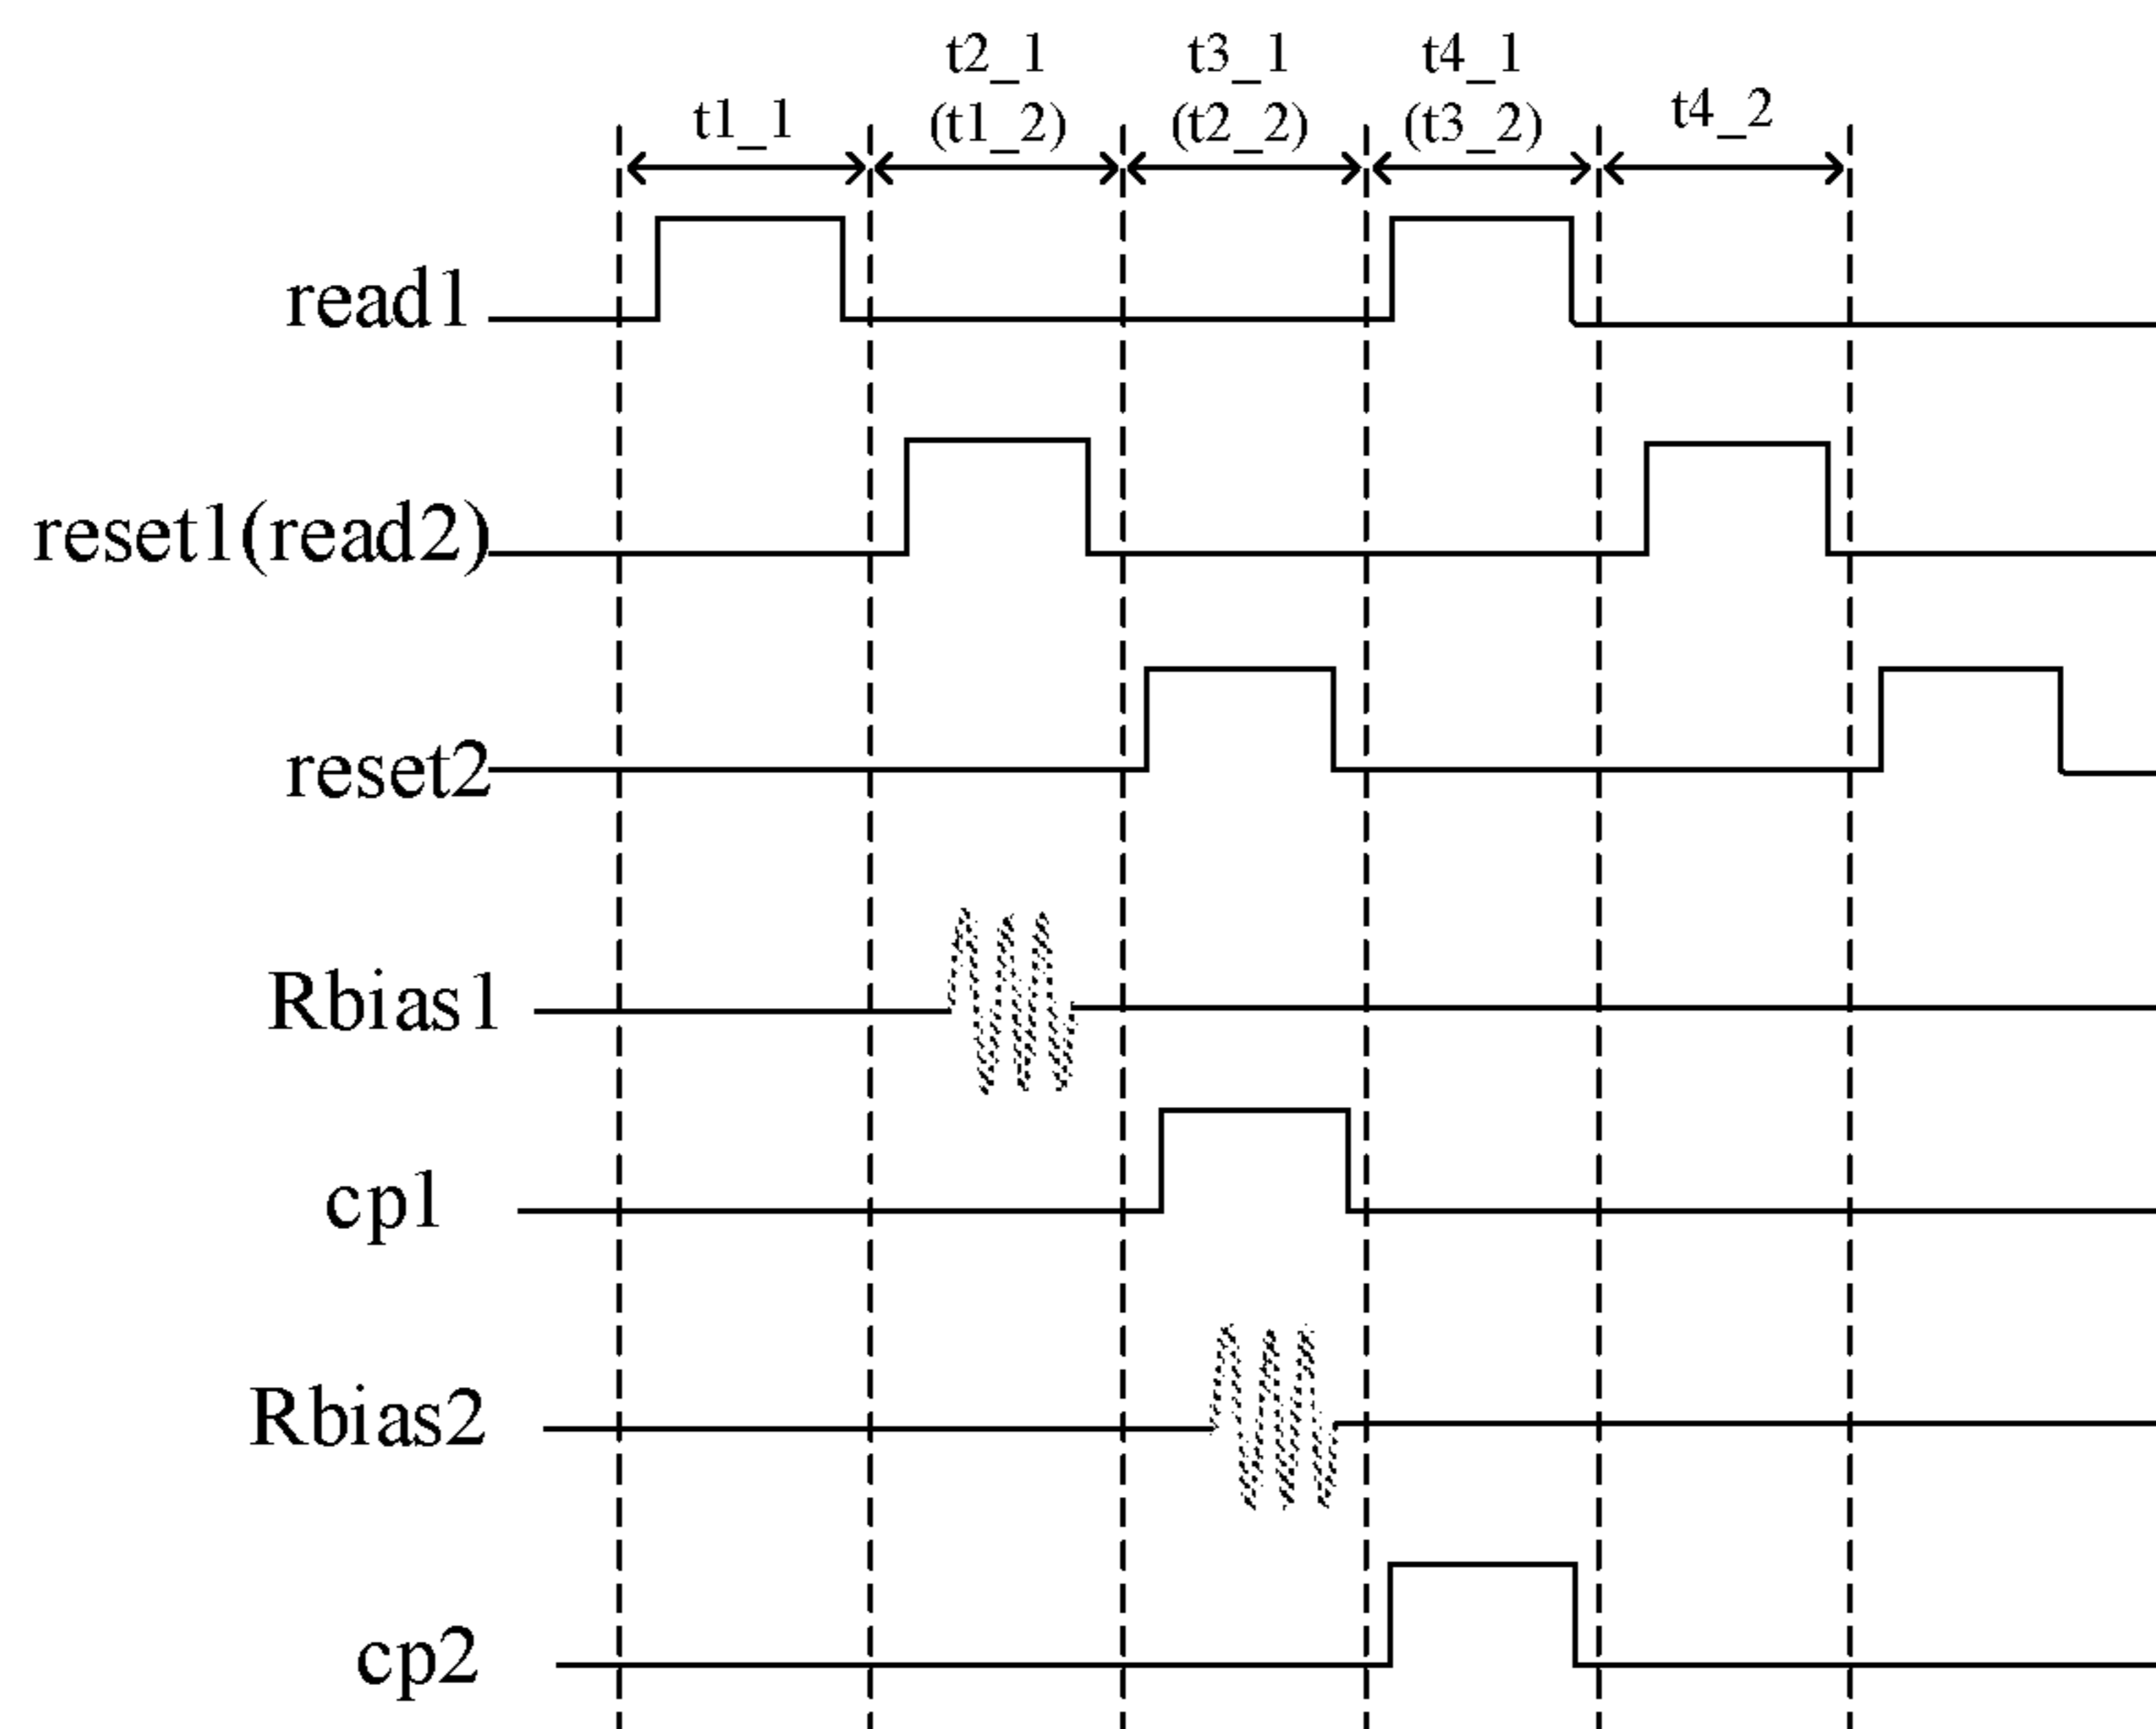 t2_1 t3_1 t4_1
t1_1 (t1_2) (t2_2) (t3_2) t4_2
read1
reset1(read2)
reset2
Rbias1
cp1
Rbias2
cp2